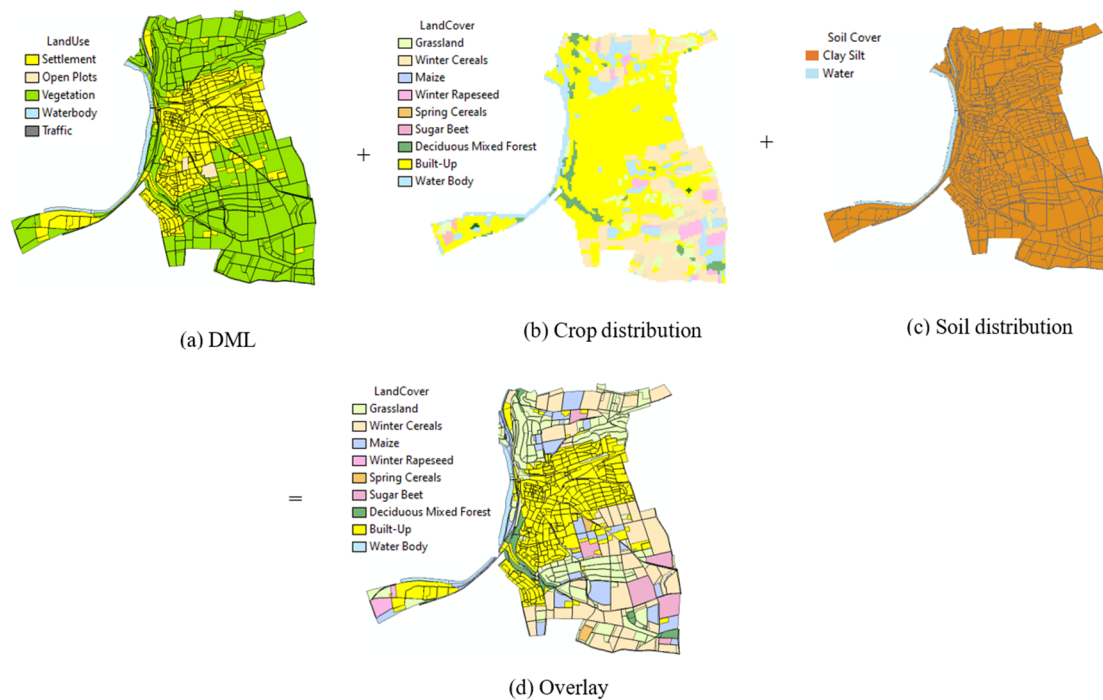 LandUse
Settlement
Open Plots
Vegetation
Waterbody
Traffic
(a) DML
+
LandCover
Grassland
Winter Cereals
Maize
Winter Rapeseed
Spring Cereals
Sugar Beet
Deciduous Mixed Forest
Built-Up
Water Body
(b) Crop distribution
+
Soil Cover
Clay Silt
Water
(c) Soil distribution
=
LandCover
Grassland
Winter Cereals
Maize
Winter Rapeseed
Spring Cereals
Sugar Beet
Deciduous Mixed Forest
Built-Up
Water Body
(d) Overlay